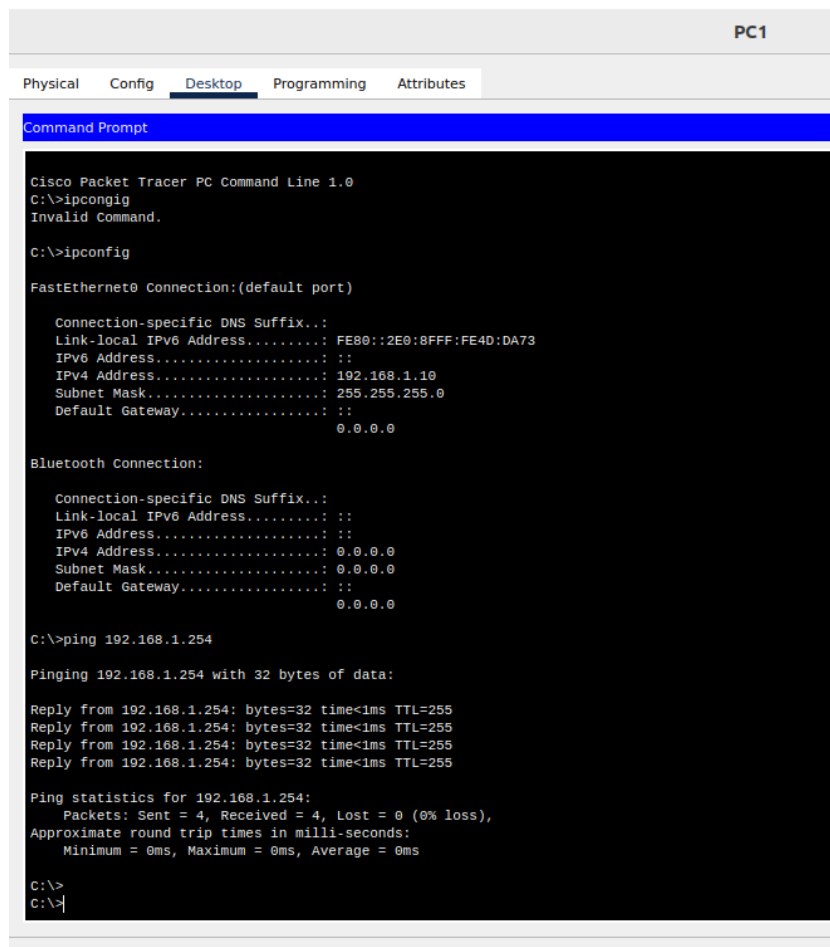 PC1
Physical Config Desktop Programming Attributes
Command Prompt
Cisco Packet Tracer PC Command Line 1.0
C:\>ipcongig
Invalid Command.
C:\>ipconfig
FastEthernet0 Connection:(default port)
Connection-specific DNS Suffix..:
Link-local IPv6 Address.........: FE80::2E0:8FFF:FE4D:DA73
IPv6 Address....................: ::
IPv4 Address....................: 192.168.1.10
Subnet Mask.....................: 255.255.255.0
Default Gateway.................: ::
0.0.0.0
Bluetooth Connection:
Connection-specific DNS Suffix..:
Link-local IPv6 Address.........: ::
IPv6 Address....................: ::
IPv4 Address....................: 0.0.0.0
Subnet Mask.....................: 0.0.0.0
Default Gateway.................: ::
0.0.0.0
C:\>ping 192.168.1.254
Pinging 192.168.1.254 with 32 bytes of data:
Reply from 192.168.1.254: bytes=32 time<1ms TTL=255
Reply from 192.168.1.254: bytes=32 time<1ms TTL=255
Reply from 192.168.1.254: bytes=32 time<1ms TTL=255
Reply from 192.168.1.254: bytes=32 time<1ms TTL=255
Ping statistics for 192.168.1.254:
Packets: Sent = 4, Received = 4, Lost = 0 (0% loss),
Approximate round trip times in milli-seconds:
Minimum = 0ms, Maximum = 0ms, Average = 0ms
C:\>
C:\>